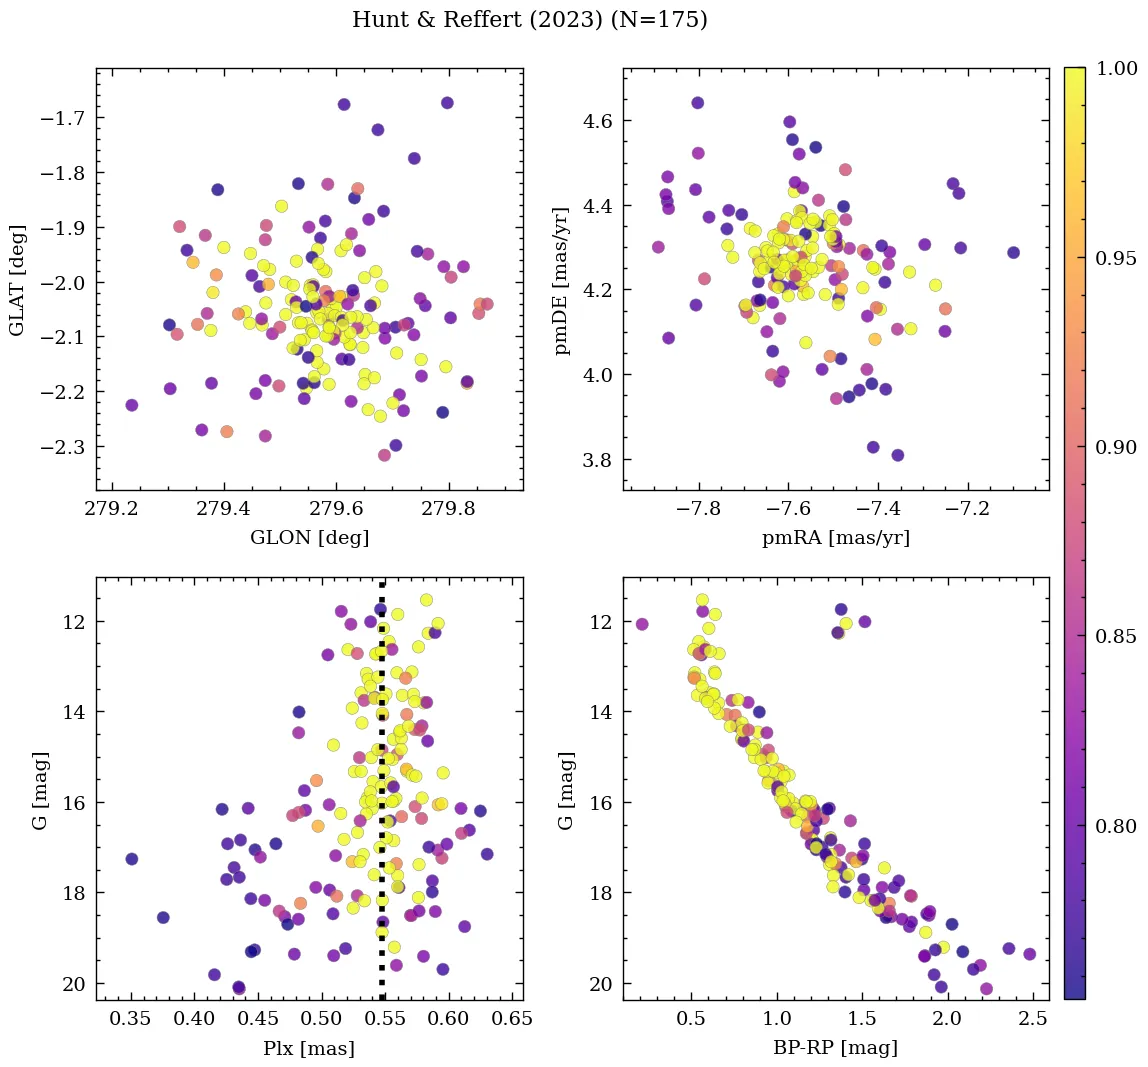 Hunt & Reffert (2023) (N=175)
−1.7
−1.8
−1.9
−2.0
−2.1
−2.2
−2.3
GLAT [deg]
279.2 279.4 279.6 279.8
GLON [deg]
4.6
4.4
4.2
4.0
3.8
pmDE [mas/yr]
−7.8 −7.6 −7.4 −7.2
pmRA [mas/yr]
1.00
0.95
0.90
0.85
0.80
12
14
16
18
20
G [mag]
0.35 0.40 0.45 0.50 0.55 0.60 0.65
Plx [mas]
12
14
16
18
20
G [mag]
0.5 1.0 1.5 2.0 2.5
BP-RP [mag]